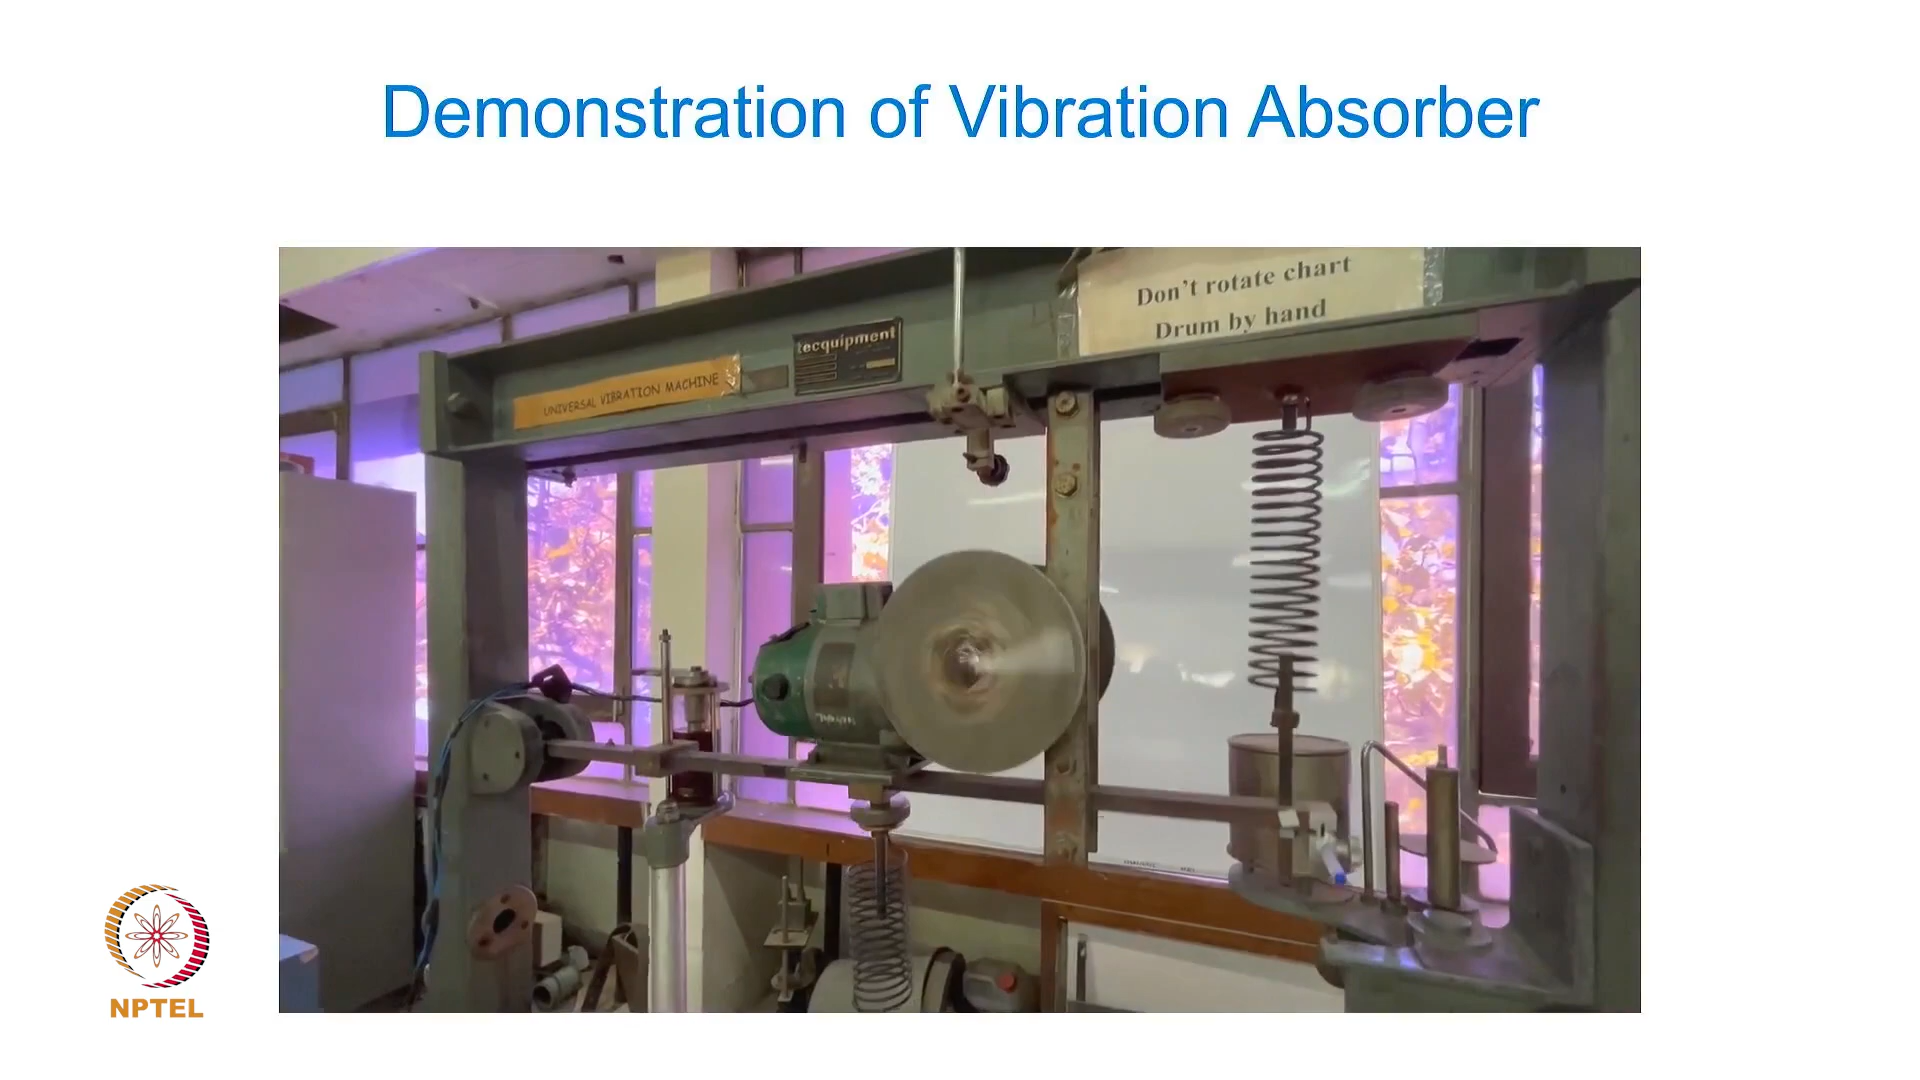 Demonstration of Vibration Absorber
Don't rotate chart
Drum by hand
tecquipment
UNIVERSAL VIBRATION MACHINE
NPTEL